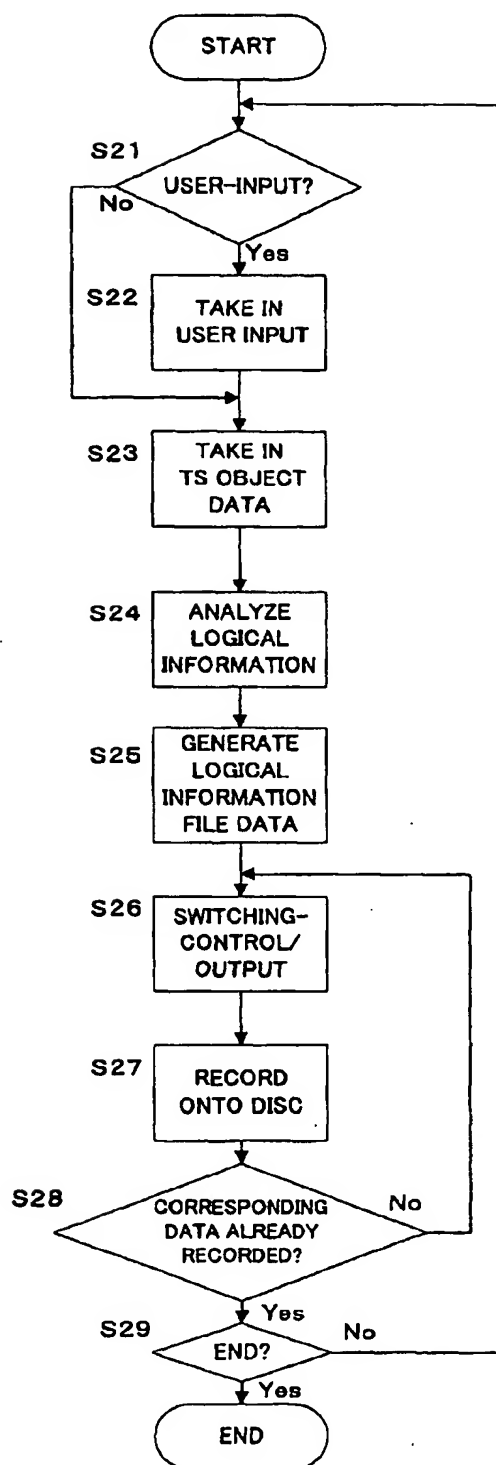 START
S21
USER-INPUT?
No
Yes
S22
TAKE IN
USER INPUT
S23
TAKE IN
TS OBJECT
DATA
S24
ANALYZE
LOGICAL
INFORMATION
S25
GENERATE
LOGICAL
INFORMATION
FILE DATA
S26
SWITCHING-
CONTROL/
OUTPUT
S27
RECORD
ONTO DISC
S28
CORRESPONDING
DATA ALREADY
RECORDED?
No
Yes
S29
END?
No
Yes
END